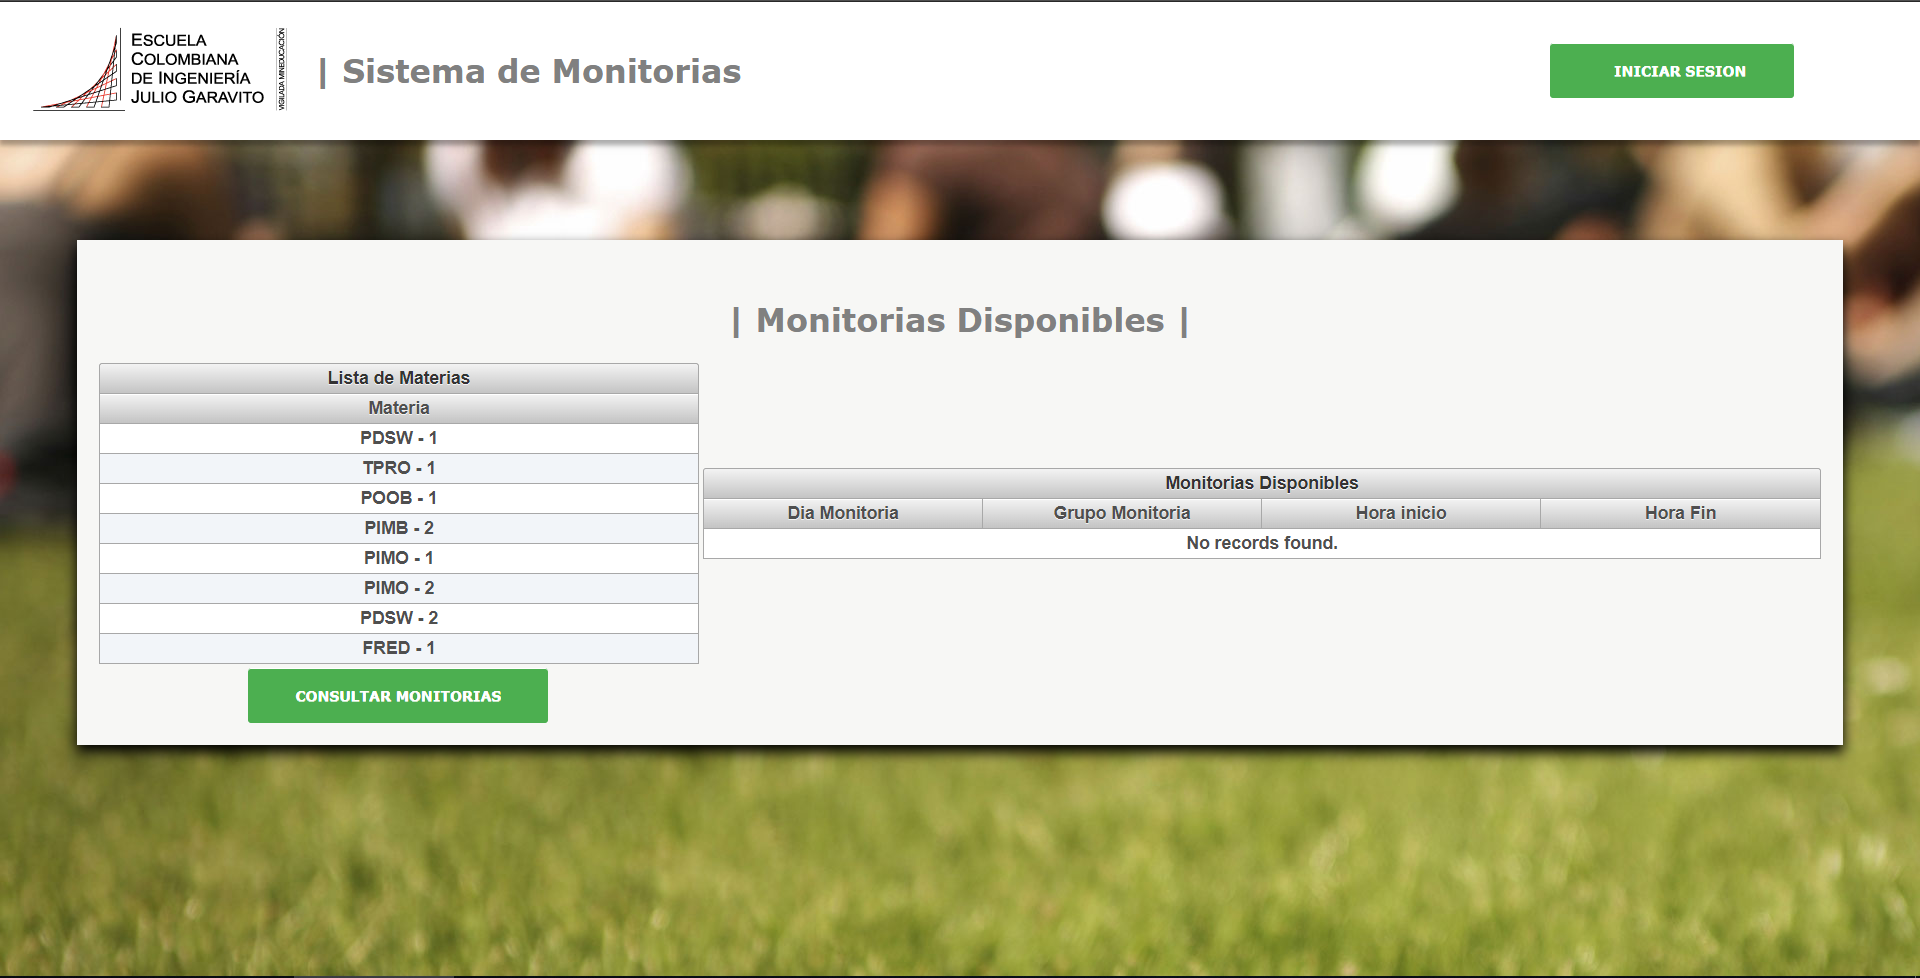 ESCUELA
COLOMBIANA
DE INGENIERÍA
JULIO GARAVITO
VIGILADA MINEDUCACIÓN
| Sistema de Monitorias
INICIAR SESION
| Monitorias Disponibles |
Lista de Materias
Materia
PDSW - 1
TPRO - 1
POOB - 1
PIMB - 2
PIMO - 1
PIMO - 2
PDSW - 2
FRED - 1
CONSULTAR MONITORIAS
Monitorias Disponibles
Dia Monitoria Grupo Monitoria Hora inicio Hora Fin
No records found.